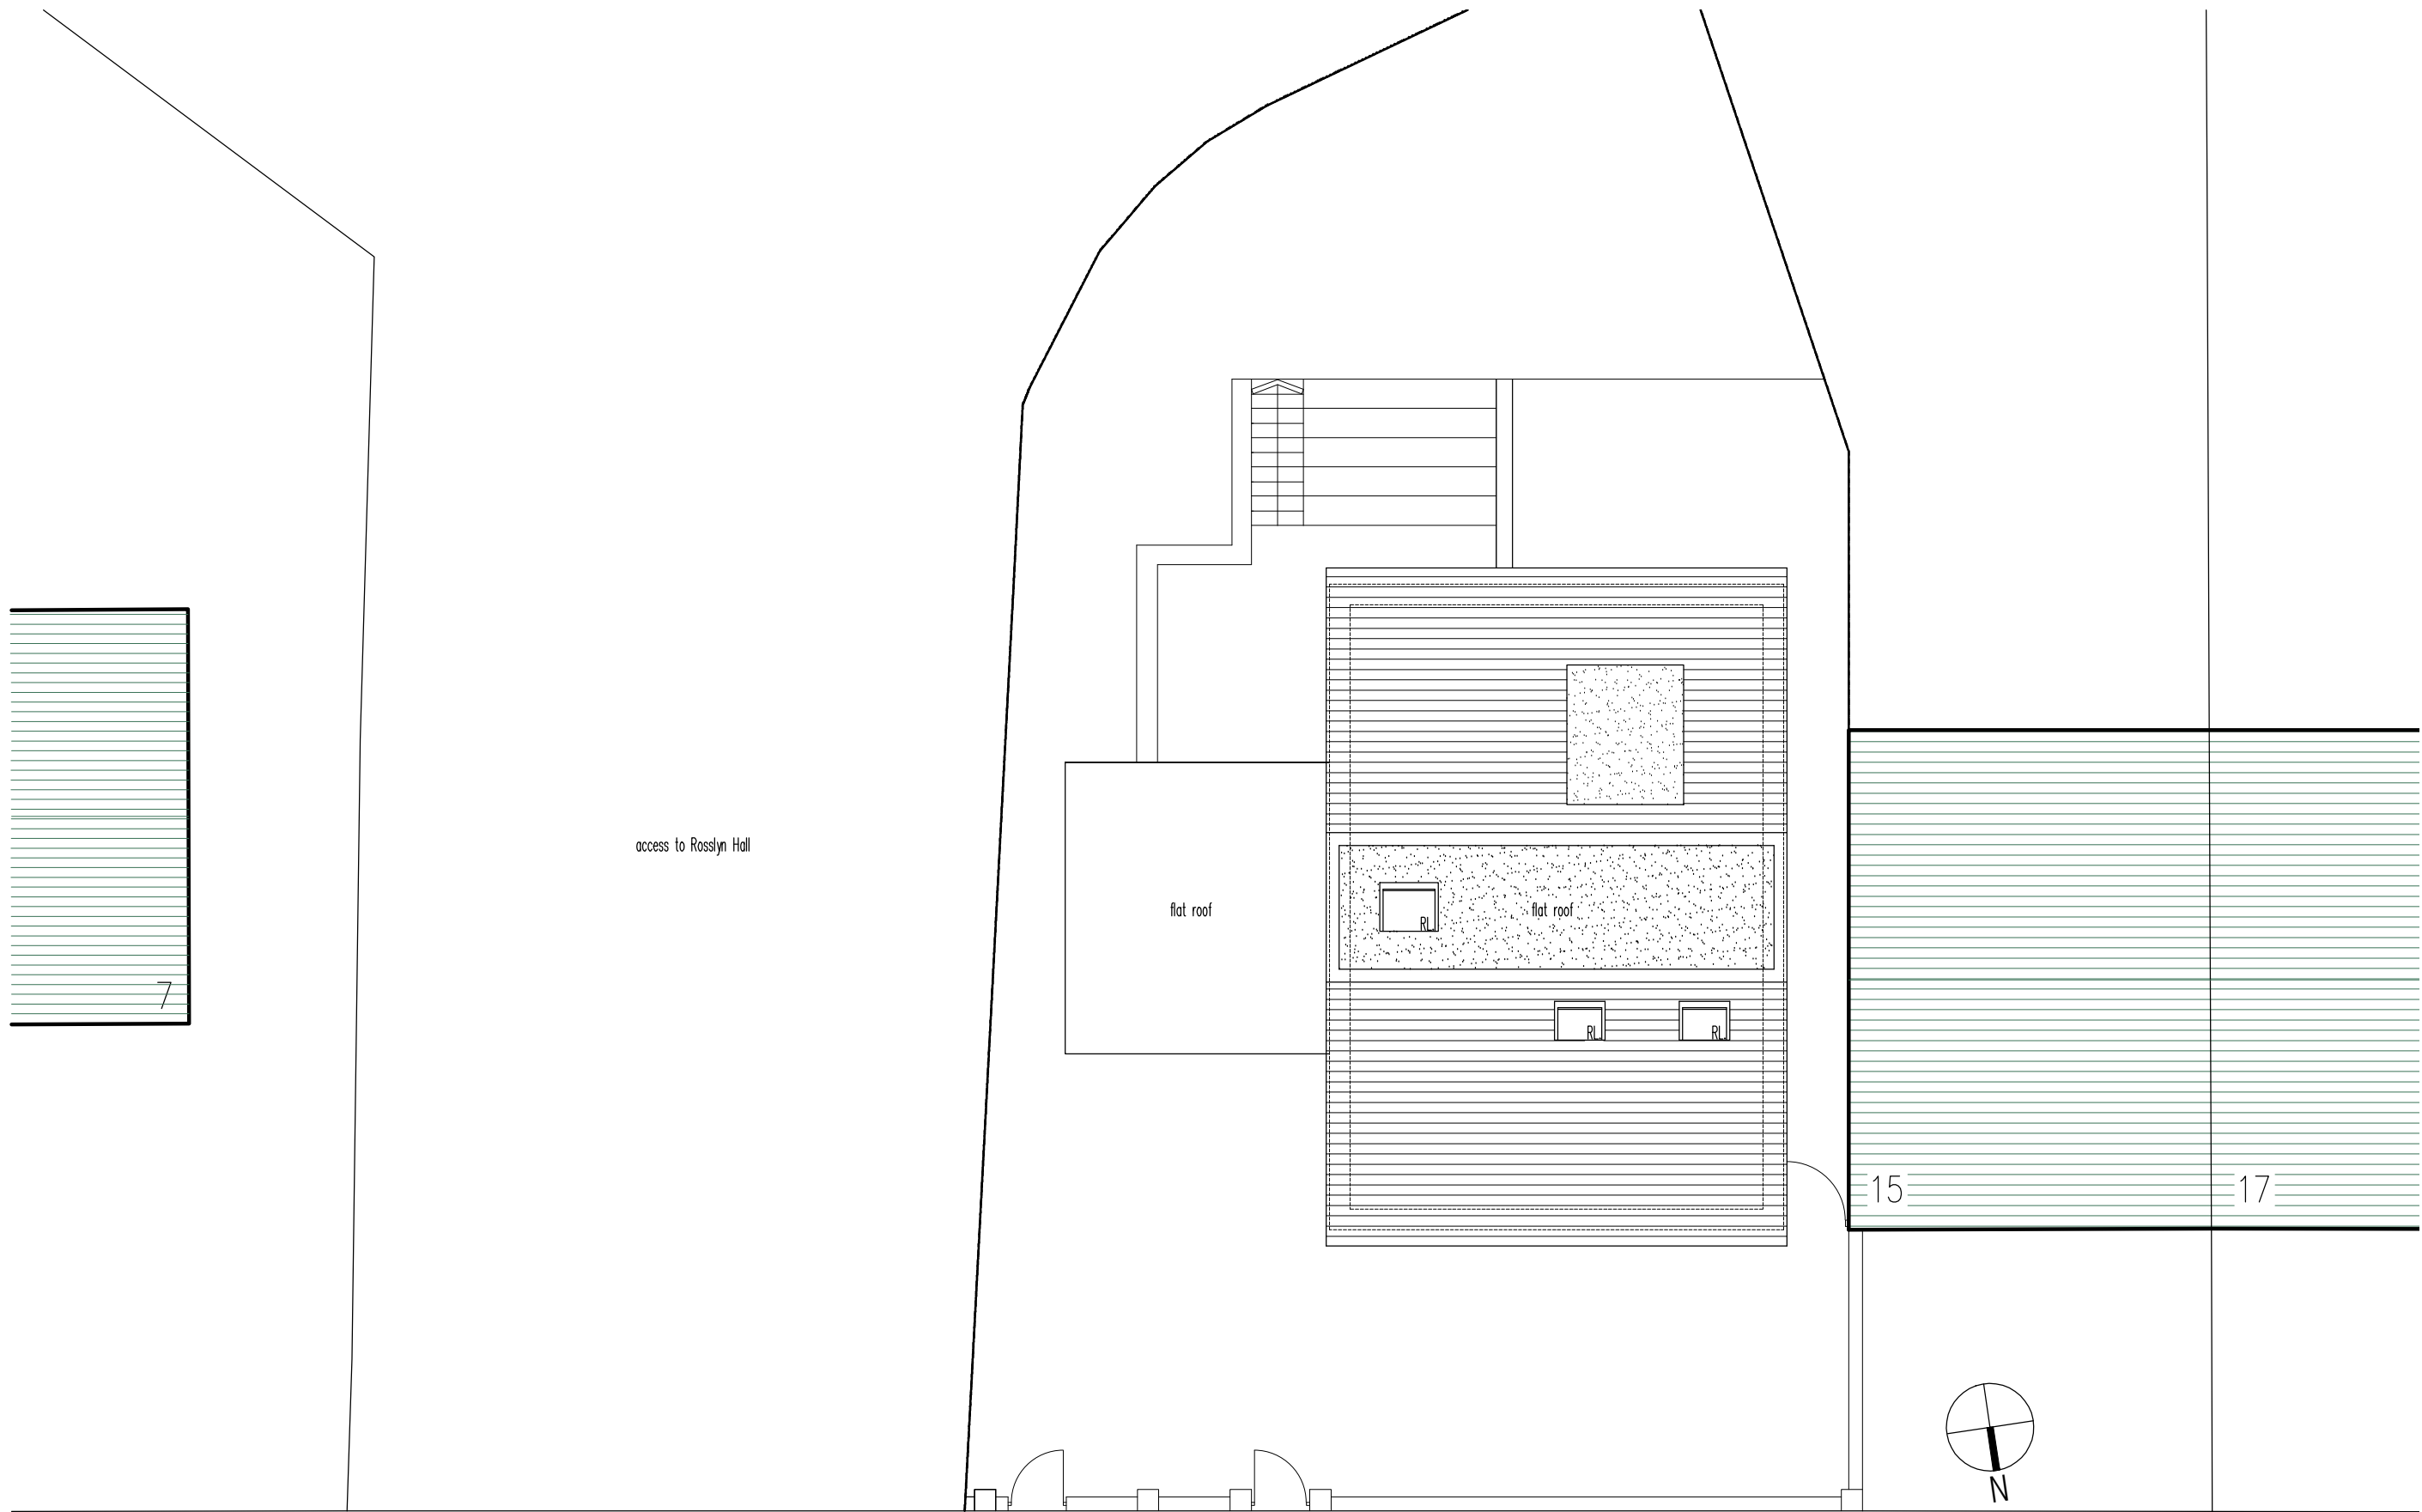 access to Rosslyn Hall
flat roof
flat roof
RL.
7
RL.
RL.
15
17
N